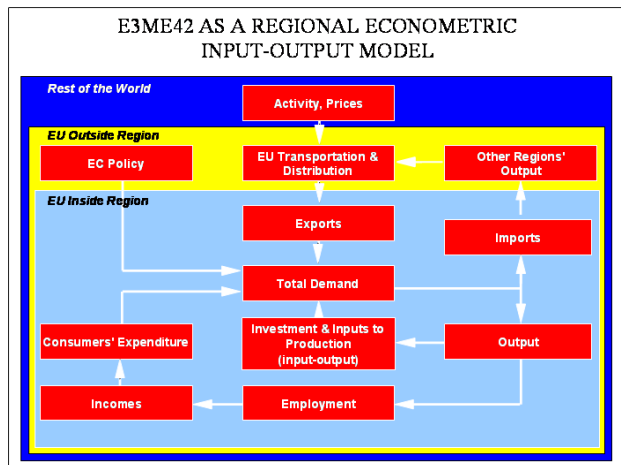 E3ME42 AS A REGIONAL ECONOMETRIC
INPUT-OUTPUT MODEL
Rest of the World
Activity, Prices
EU Outside Region
EC Policy
EU Transportation &
Distribution
Other Regions'
Output
EU Inside Region
Exports
Imports
Total Demand
Consumers' Expenditure
Investment & Inputs to
Production
(input-output)
Output
Incomes
Employment